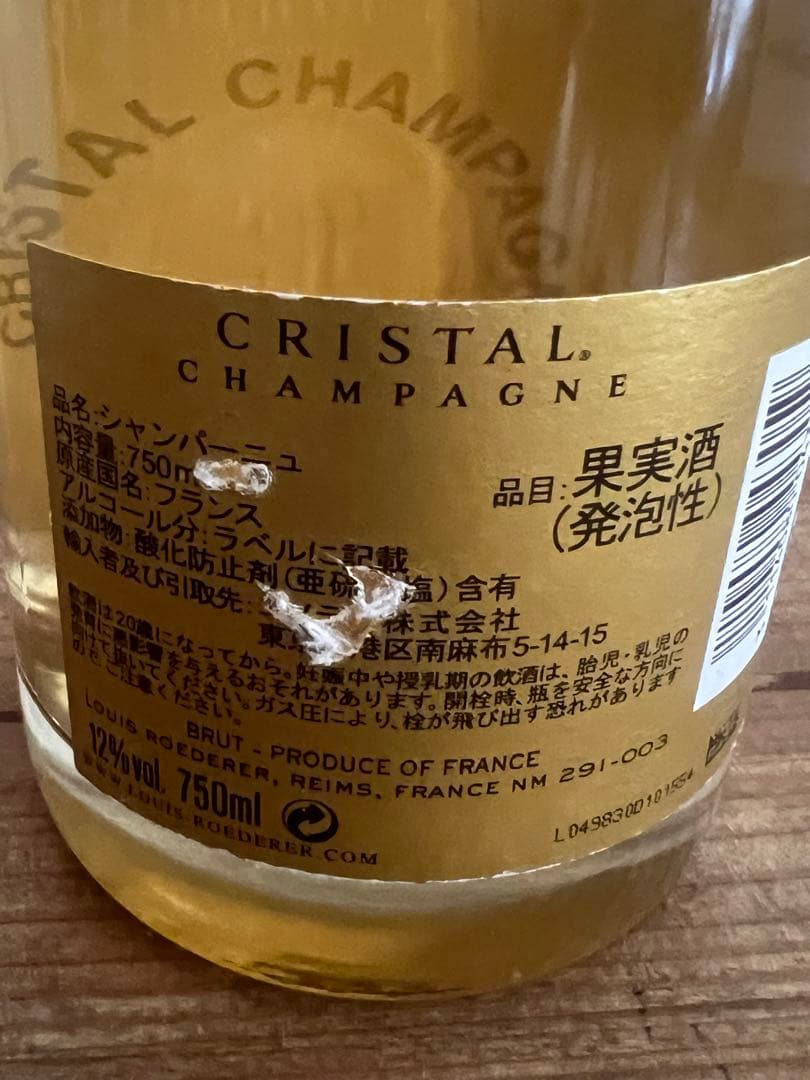 CRISTAL CHAMPAGNE
CRISTAL®
CHAMPAGNE
品名:シャンパーニュ
内容量:750m
原産国名:フランス
アルコール分:ラベルに記載
添加物:酸化防止剤(亜硫 塩)含有
輸入者及び引取先: 株式会社
東 港区南麻布5-14-15
品目:果実酒
(発泡性)
飲酒は20歳になってから。妊娠中や授乳期の飲酒は、胎児・乳児の
発育に悪影響を与えるおそれがあります。開栓時、瓶を安全な方向に
向けて抜いてください。ガス圧により、栓が飛び出す恐れがあります
のでご注意ください。
BRUT - PRODUCE OF FRANCE
LOUIS ROEDERER, REIMS, FRANCE NM 291-003
12%vol. 750ml
WWW.LOUIS-ROEDERER.COM
L049830D101554